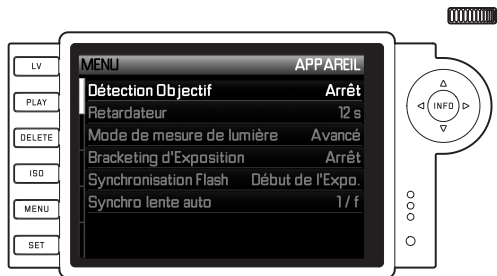 LV
PLAY
DELETE
ISO
MENU
SET
MENU APPAREIL
Détection Objectif Arrêt
Retardateur 12 s
Mode de mesure de lumière Avancé
Bracketing d'Exposition Arrêt
Synchronisation Flash Début de l'Expo.
Synchro lente auto 1/f
INFO